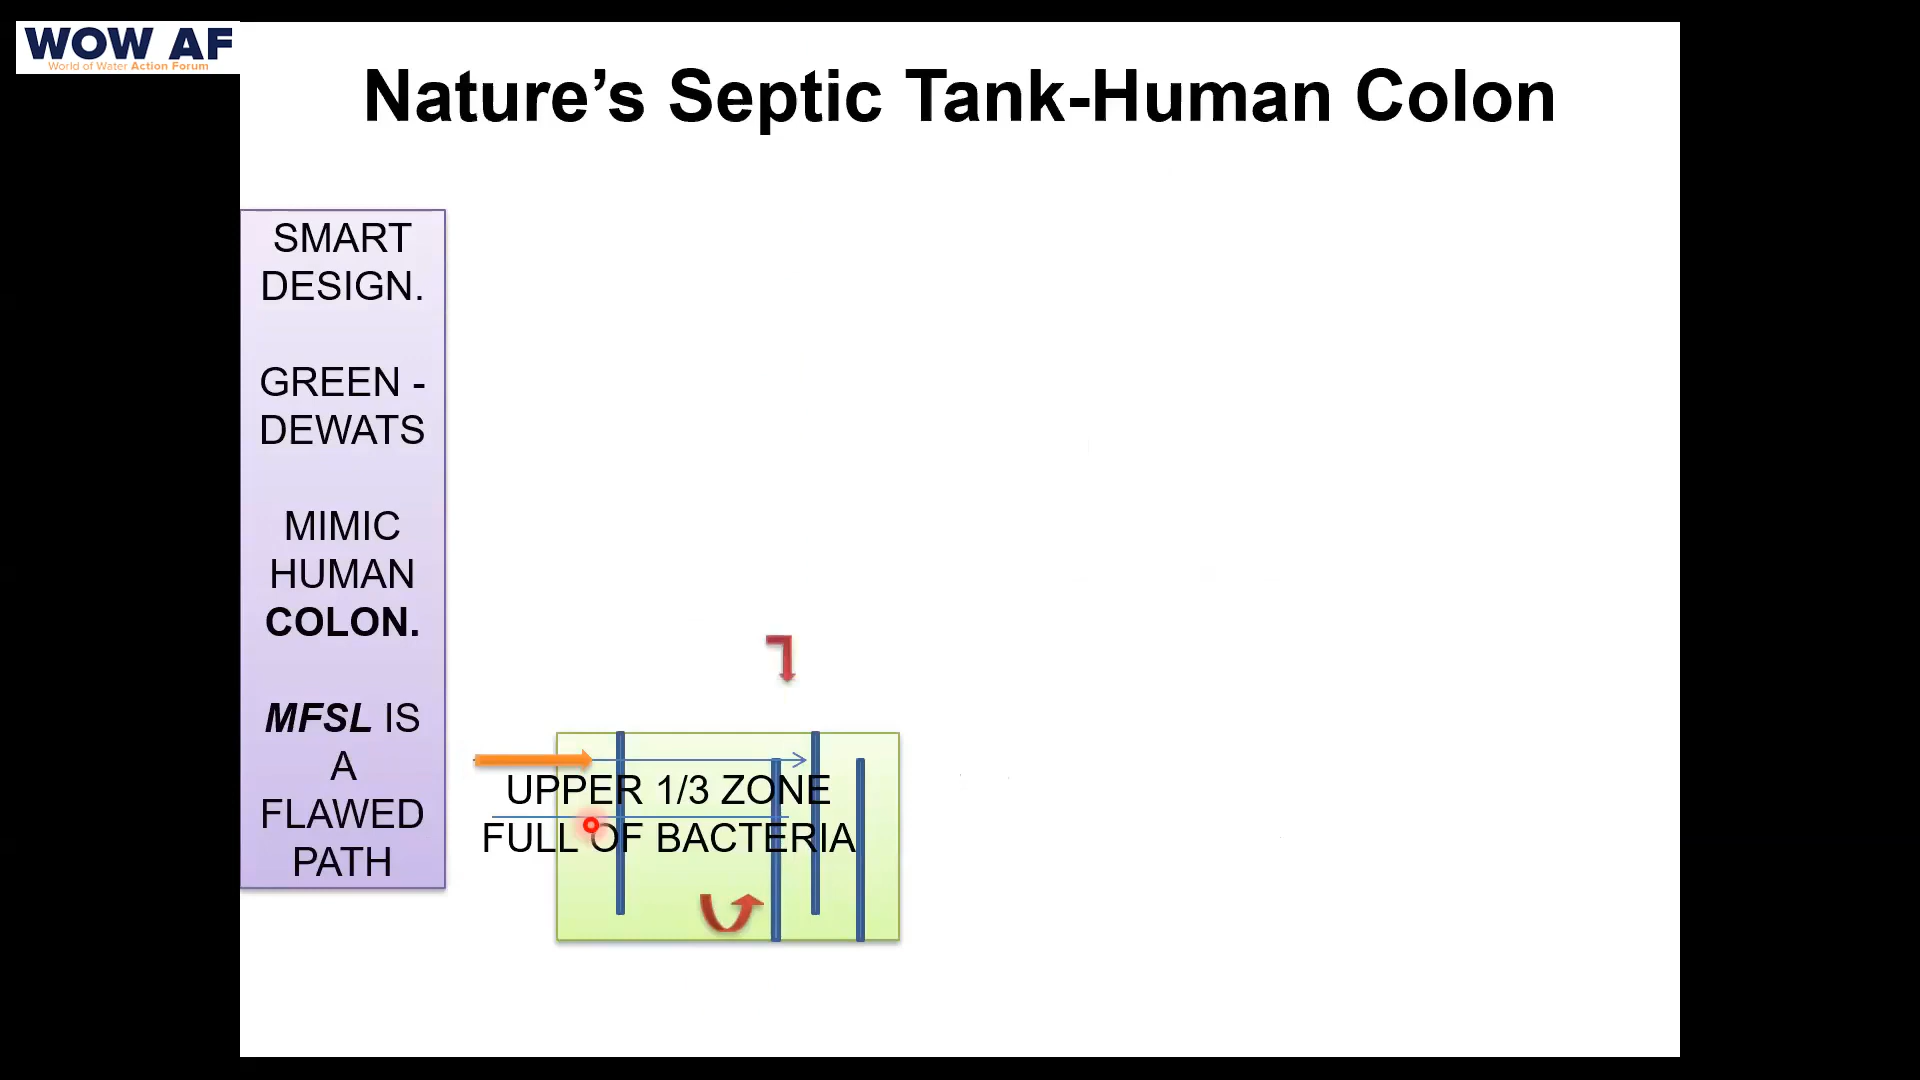 WOW AF
World of Water Action Forum
Nature’s Septic Tank-Human Colon
SMART
DESIGN.
GREEN -
DEWATS
MIMIC
HUMAN
COLON.
MFSL IS
A
FLAWED
PATH
UPPER 1/3 ZONE
FULL OF BACTERIA